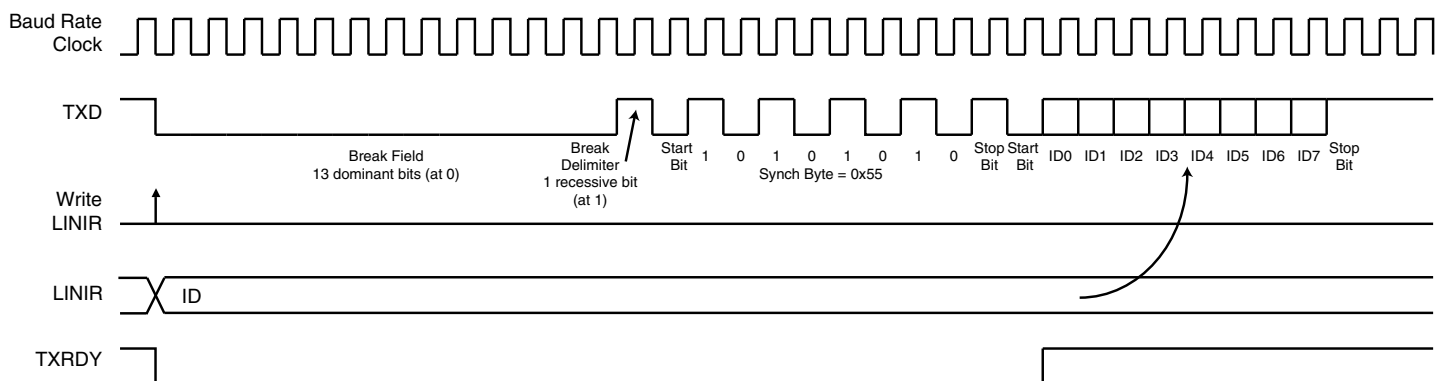 Baud Rate
Clock
TXD
Break Field
13 dominant bits (at 0)
Break
Delimiter
1 recessive bit
(at 1)
Start
Bit
1 0 1 0 1 0 1 0
Synch Byte = 0x55
Stop
Bit
Start
Bit
ID0 ID1 ID2 ID3 ID4 ID5 ID6 ID7
Stop
Bit
Write
LINIR
LINIR
ID
TXRDY